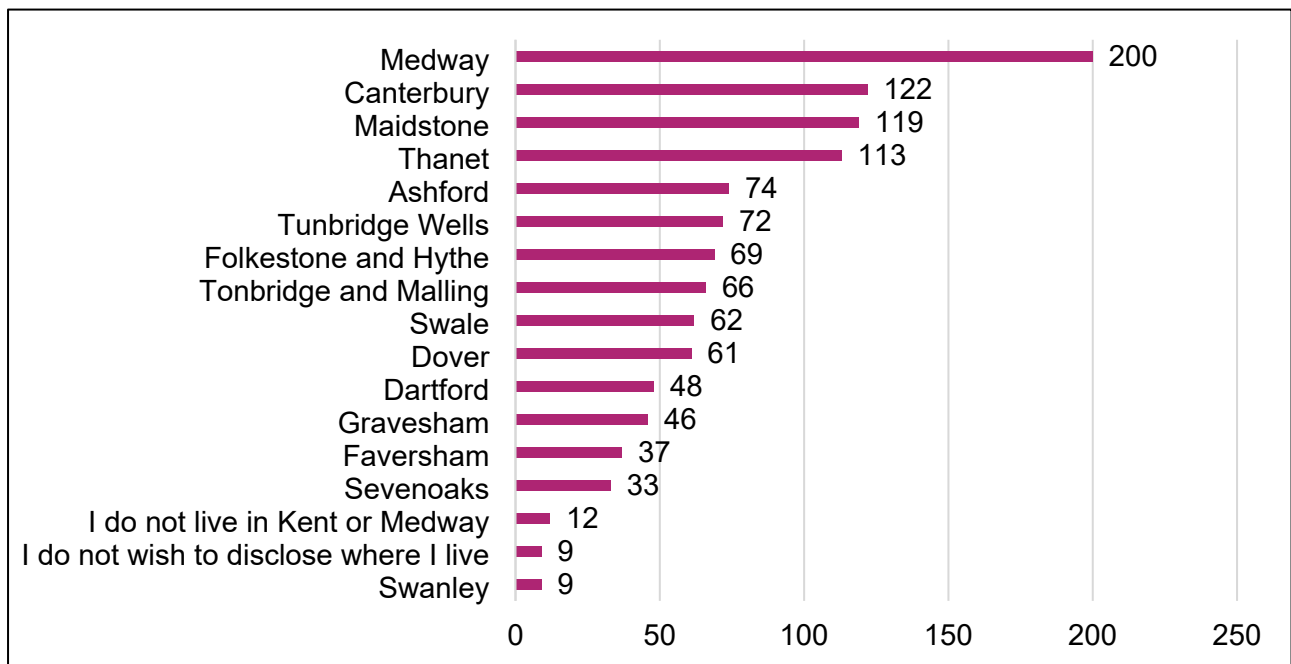 Medway 200
Canterbury 122
Maidstone 119
Thanet 113
Ashford 74
Tunbridge Wells 72
Folkestone and Hythe 69
Tonbridge and Malling 66
Swale 62
Dover 61
Dartford 48
Gravesham 46
Faversham 37
Sevenoaks 33
I do not live in Kent or Medway 12
I do not wish to disclose where I live 9
Swanley 9
0 50 100 150 200 250